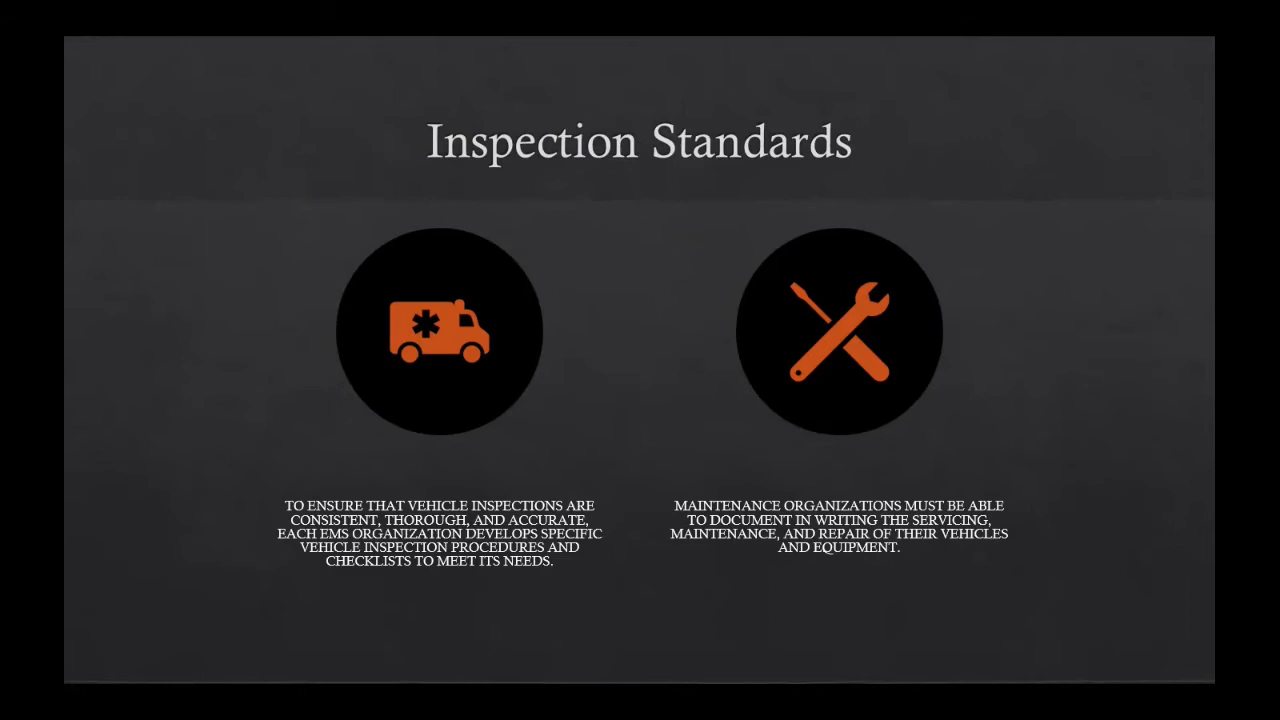 Inspection Standards
TO ENSURE THAT VEHICLE INSPECTIONS ARE
CONSISTENT, THOROUGH, AND ACCURATE,
EACH EMS ORGANIZATION DEVELOPS SPECIFIC
VEHICLE INSPECTION PROCEDURES AND
CHECKLISTS TO MEET ITS NEEDS.
MAINTENANCE ORGANIZATIONS MUST BE ABLE
TO DOCUMENT IN WRITING THE SERVICING,
MAINTENANCE, AND REPAIR OF THEIR VEHICLES
AND EQUIPMENT.